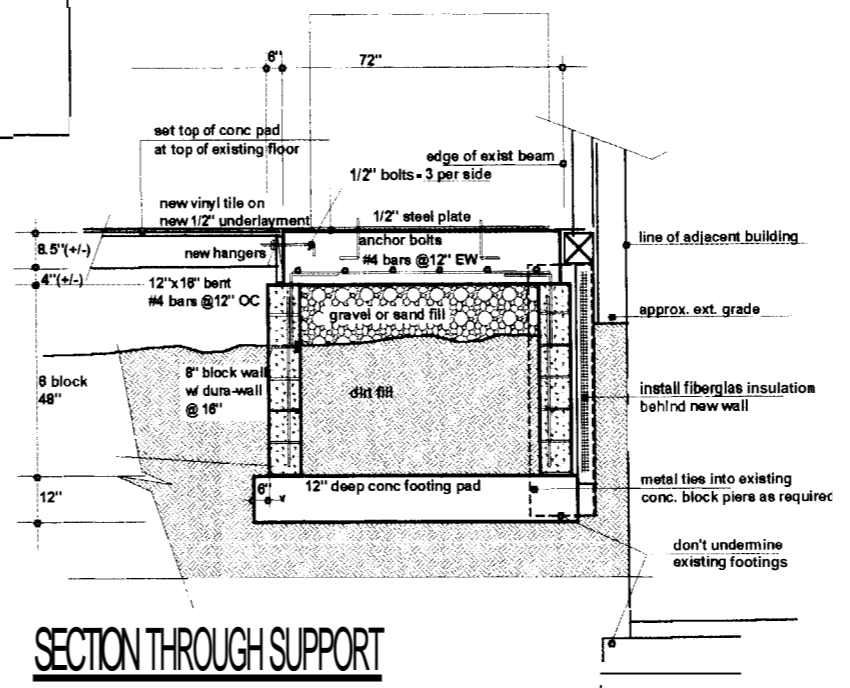 6"
72"
set top of conc pad
at top of existing floor
edge of exist beam
1/2" bolts - 3 per side
new vinyl tile on
new 1/2" underlayment
1/2" steel plate
8.5"(+/-)
new hangers
anchor bolts
#4 bars @12" EW
line of adjacent building
4"(+/-)
12"x16" bent
#4 bars @12" OC
gravel or sand fill
approx. ext. grade
6 block
48"
8" block wall
w/ dura-wall
@ 16"
dirt fill
install fiberglas insulation
behind new wall
12"
6"
12" deep conc footing pad
metal ties into existing
conc. block piers as required
don't undermine
existing footings
SECTION THROUGH SUPPORT